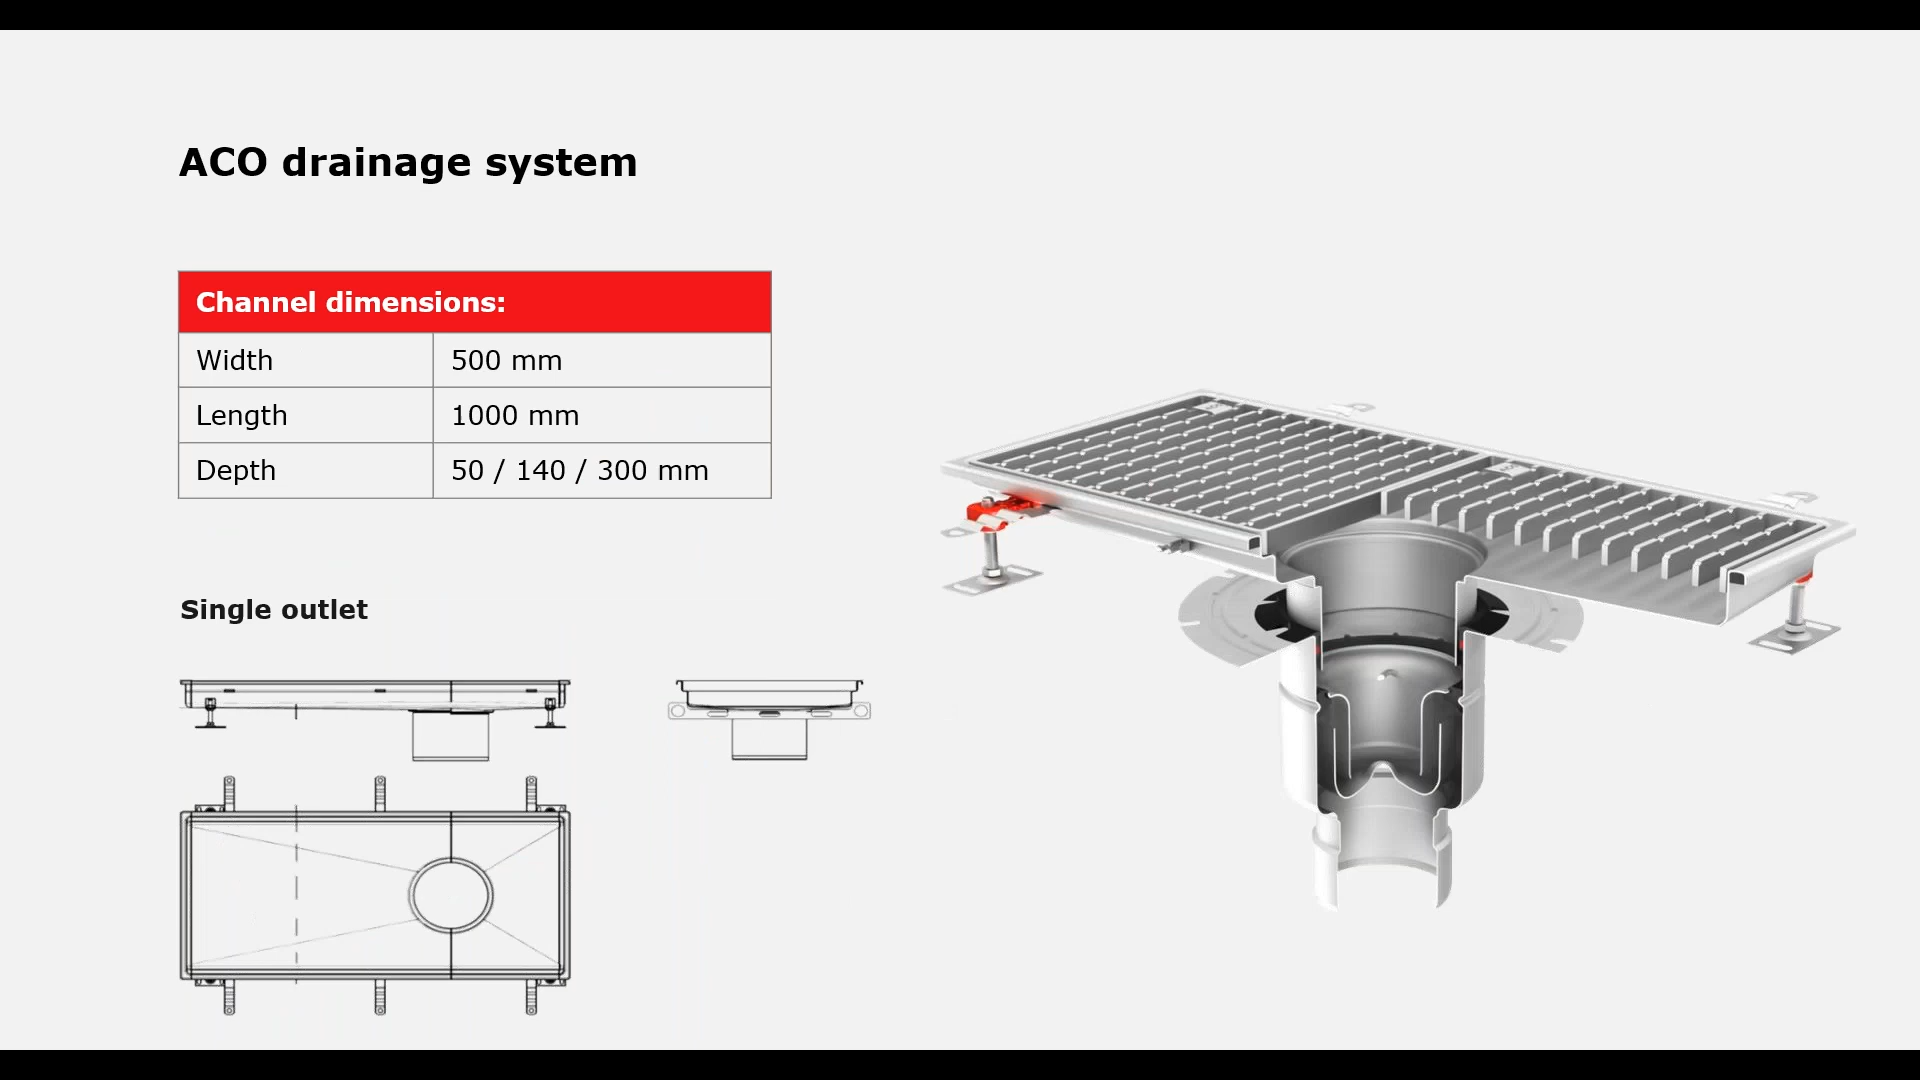 ACO drainage system
Channel dimensions:
Width 500 mm
Length 1000 mm
Depth 50 / 140 / 300 mm
Single outlet